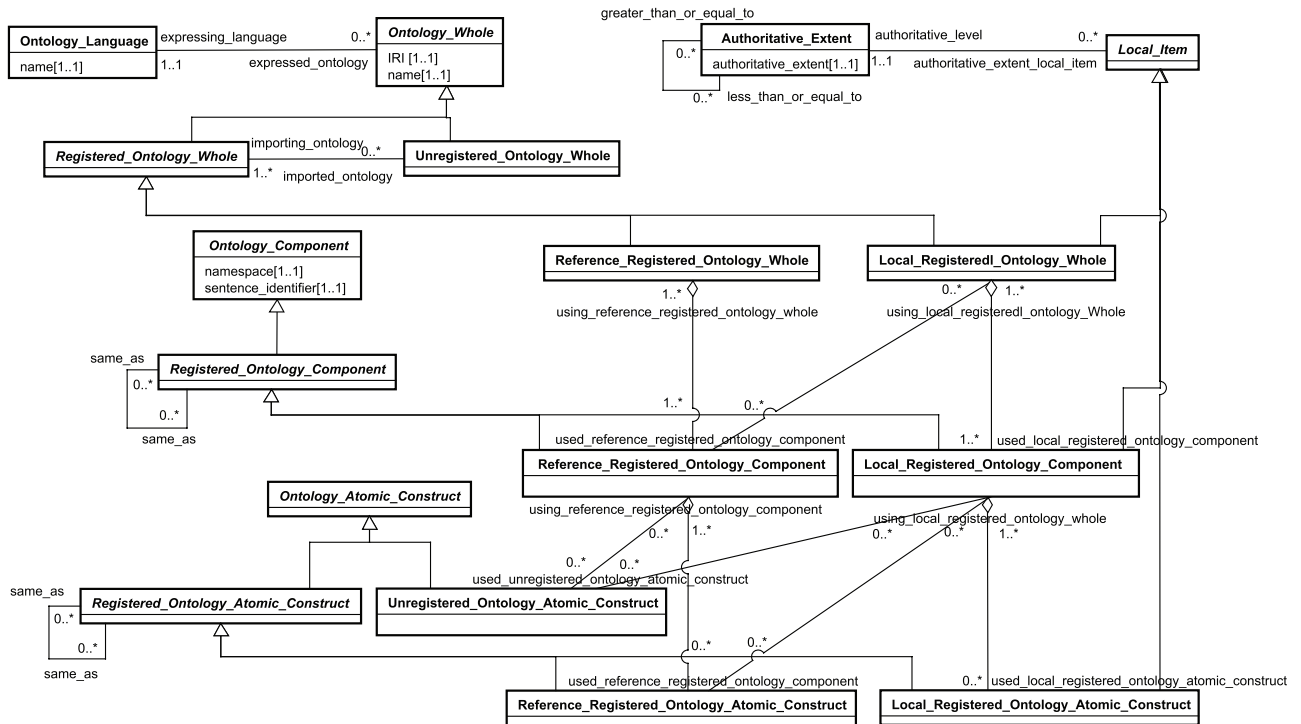 greater_than_or_equal_to
Ontology_Language
name[1..1]
expressing_language
1..1
0..*
expressed_ontology
Ontology_Whole
IRI [1..1]
name[1..1]
0..*
Authoritative_Extent
authoritative_extent[1..1]
0..*
less_than_or_equal_to
authoritative_level
1..1
0..*
authoritative_extent_local_item
Local_Item
Registered_Ontology_Whole
importing_ontology
0..*
1..*
imported_ontology
Unregistered_Ontology_Whole
Ontology_Component
namespace[1..1]
sentence_identifier[1..1]
Reference_Registered_Ontology_Whole
Local_Registeredl_Ontology_Whole
1..*
0..*
1..*
using_reference_registered_ontology_whole
using_local_registeredl_ontology_Whole
same_as
0..*
0..*
same_as
Registered_Ontology_Component
1..*
0..*
used_reference_registered_ontology_component
1..*
used_local_registered_ontology_component
Reference_Registered_Ontology_Component
Local_Registered_Ontology_Component
Ontology_Atomic_Construct
using_reference_registered_ontology_component
using_local_registered_ontology_whole
0..*
1..*
0..*
0..*
1..*
0..*
0..*
used_unregistered_ontology_atomic_construct
same_as
0..*
0..*
same_as
Registered_Ontology_Atomic_Construct
Unregistered_Ontology_Atomic_Construct
0..*
0..*
used_reference_registered_ontology_component
0..*
used_local_registered_ontology_atomic_construct
Reference_Registered_Ontology_Atomic_Construct
Local_Registered_Ontology_Atomic_Construct